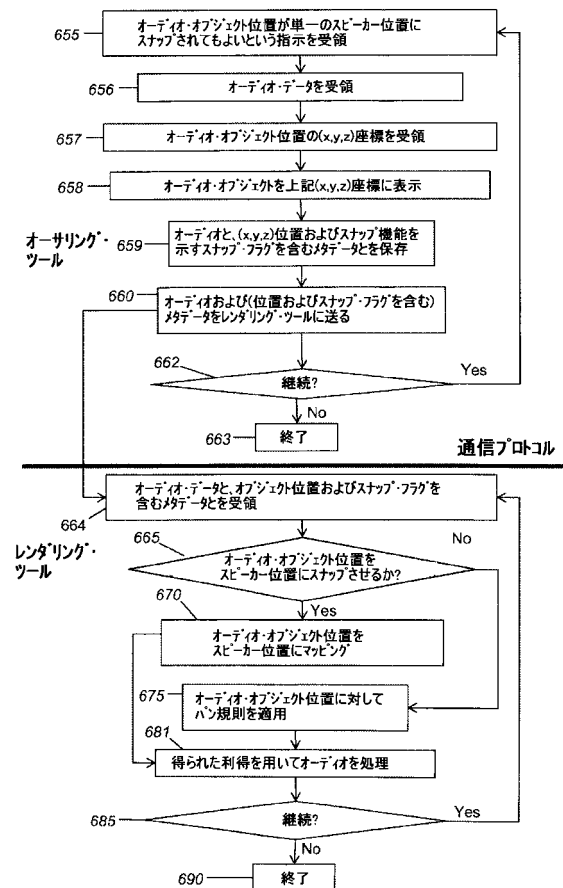 655
オーディオ・オブジェクト位置が単一のスピーカー位置に
スナップされてもよいという指示を受領
656
オーディオ・データを受領
657
オーディオ・オブジェクト位置の(x,y,z)座標を受領
658
オーディオ・オブジェクトを上記(x,y,z)座標に表示
オーサリング・
ツール
659
オーディオと、(x,y,z)位置およびスナップ機能を
示すスナップ・フラグを含むメタデータとを保存
660
オーディオおよび(位置およびスナップ・フラグを含む)
メタデータをレンダリング・ツールに送る
662
継続?
Yes
No
663
終了
通信プロトコル
オーディオ・データと、オブジェクト位置およびスナップ・フラグを
含むメタデータとを受領
664
レンダリング・
ツール
665
No
オーディオ・オブジェクト位置を
スピーカー位置にスナップさせるか?
670
Yes
オーディオ・オブジェクト位置を
スピーカー位置にマッピング
675
オーディオ・オブジェクト位置に対して
パン規則を適用
681
得られた利得を用いてオーディオを処理
685
継続?
Yes
No
690
終了